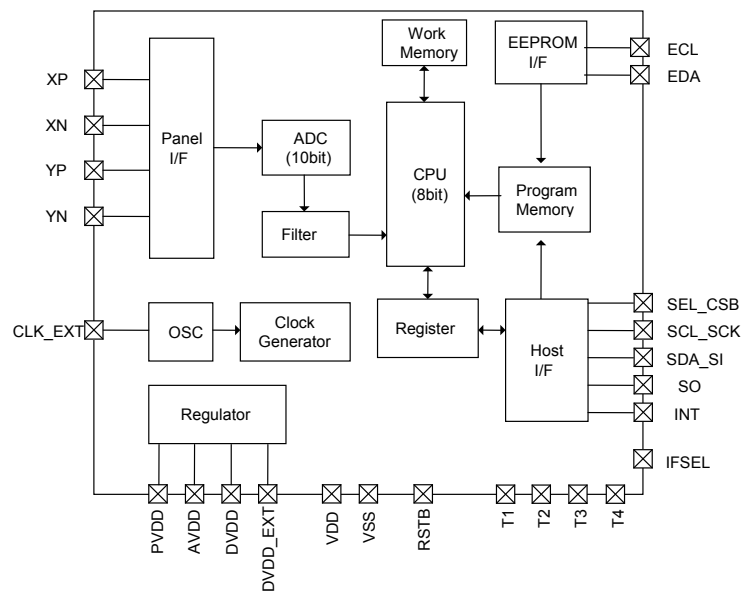 Work
Memory
EEPROM
I/F
ECL
EDA
XP
XN
YP
YN
Panel
I/F
ADC
(10bit)
CPU
(8bit)
Program
Memory
Filter
CLK_EXT
OSC
Clock
Generator
Register
Host
I/F
SEL_CSB
SCL_SCK
SDA_SI
SO
INT
IFSEL
Regulator
PVDD
AVDD
DVDD
DVDD_EXT
VDD
VSS
RSTB
T1
T2
T3
T4